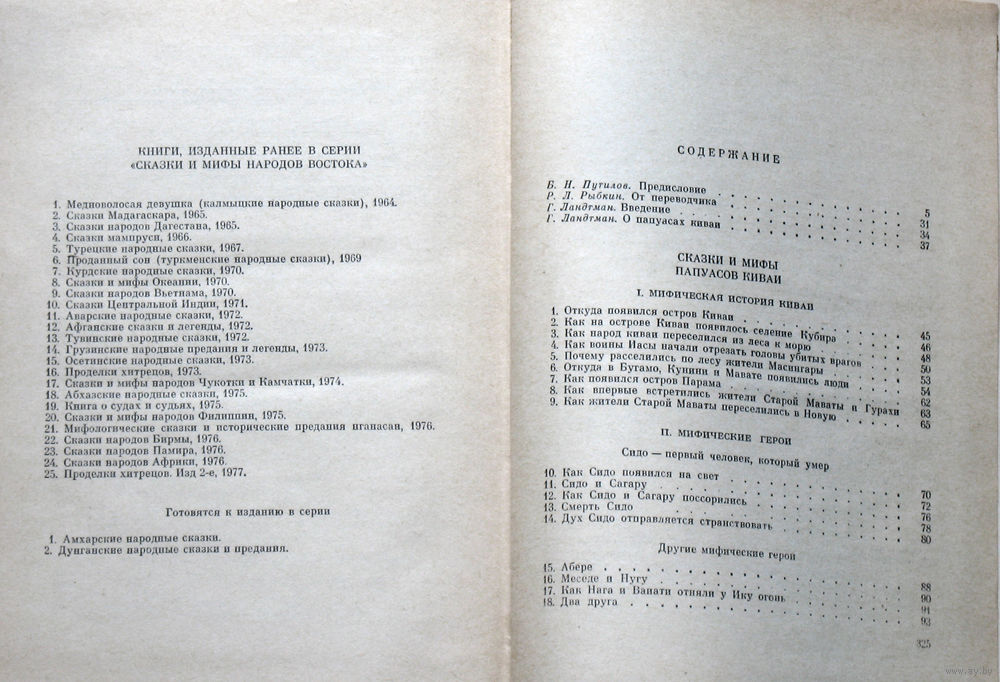 КНИГИ, ИЗДАННЫЕ РАНЕЕ В СЕРИИ
«СКАЗКИ И МИФЫ НАРОДОВ ВОСТОКА»
1. Медноволосая девушка (калмыцкие народные сказки), 1964.
2. Сказки Мадагаскара, 1965.
3. Сказки народов Дагестана, 1965.
4. Сказки мампруси, 1966.
5. Турецкие народные сказки, 1967.
6. Проданный сон (туркменские народные сказки), 1969
7. Курдские народные сказки, 1970.
8. Сказки и мифы Океании, 1970.
9. Сказки народов Вьетнама, 1970.
10. Сказки Центральной Индии, 1971.
11. Аварские народные сказки, 1972.
12. Афганские сказки и легенды, 1972.
13. Тувинские народные сказки, 1972.
14. Грузинские народные предания и легенды, 1973.
15. Осетинские народные сказки, 1973.
16. Проделки хитрецов, 1973.
17. Сказки и мифы народов Чукотки и Камчатки, 1974.
18. Абхазские народные сказки, 1975.
19. Книга о судах и судьях, 1975.
20. Сказки и мифы народов Филиппин, 1975.
21. Мифологические сказки и исторические предания нганасан, 1976.
22. Сказки народов Бирмы, 1976.
23. Сказки народов Памира, 1976.
24. Сказки народов Африки, 1976.
25. Проделки хитрецов. Изд 2-е, 1977.
Готовятся к изданию в серии
1. Амхарские народные сказки.
2. Дунганские народные сказки и предания.
СОДЕРЖАНИЕ
Б. Н. Путилов. Предисловие . . . 5
Р. Л. Рыбкин. От переводчика . . . 31
Г. Ландтман. Введение . . . 34
Г. Ландтман. О папуасах киваи . . . 37
СКАЗКИ И МИФЫ
ПАПУАСОВ КИВАИ
I. МИФИЧЕСКАЯ ИСТОРИЯ КИВАИ
1. Откуда появился остров Киваи . . . 45
2. Как на острове Киваи появилось селение Кубира . . . 46
3. Как народ киваи переселился из леса к морю . . . 48
4. Как воины Иасы начали отрезать головы убитых врагов . . . 50
5. Почему расселились по лесу жители Масингары . . . 53
6. Откуда в Бугамо, Кунини и Мавате появились люди . . . 54
7. Как появился остров Парама . . . 62
8. Как впервые встретились жители Старой Маваты и Гурахи . . . 63
9. Как жители Старой Маваты переселились в Новую . . . 65
II. МИФИЧЕСКИЕ ГЕРОИ
Сидо — первый человек, который умер
10. Как Сидо появился на свет . . . 70
11. Сидо и Сагару . . . 72
12. Как Сидо и Сагару поссорились . . . 76
13. Смерть Сидо . . . 78
14. Дух Сидо отправляется странствовать . . . 80
Другие мифические герои
15. Абере . . . 88
16. Меседе и Нугу . . . 90
17. Как Нага и Ваиати отняли у Ику огонь . . . 91
18. Два друга . . . 93
325
www.ay.by